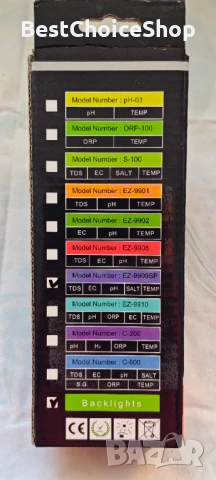 BestChoiceShop
Model Number : pH-03
pH TEMP
Model Number : ORP-100
ORP TEMP
Model Number : S-100
TDS EC SALT TEMP
Model Number : EZ-9901
TDS pH TEMP
Model Number : EZ-9902
EC pH TEMP
Model Number : EZ-9908
TDS EC pH TEMP
Model Number : EZ-9909SP
TDS EC pH SALT TEMP
Model Number : EZ-9910
TDS pH ORP TEMP
Model Number : C-300
pH H₂ ORP TEMP
Model Number : C-600
TDS EC pH SALT
S.G. ORP TEMP
Backlights
CE
bazar